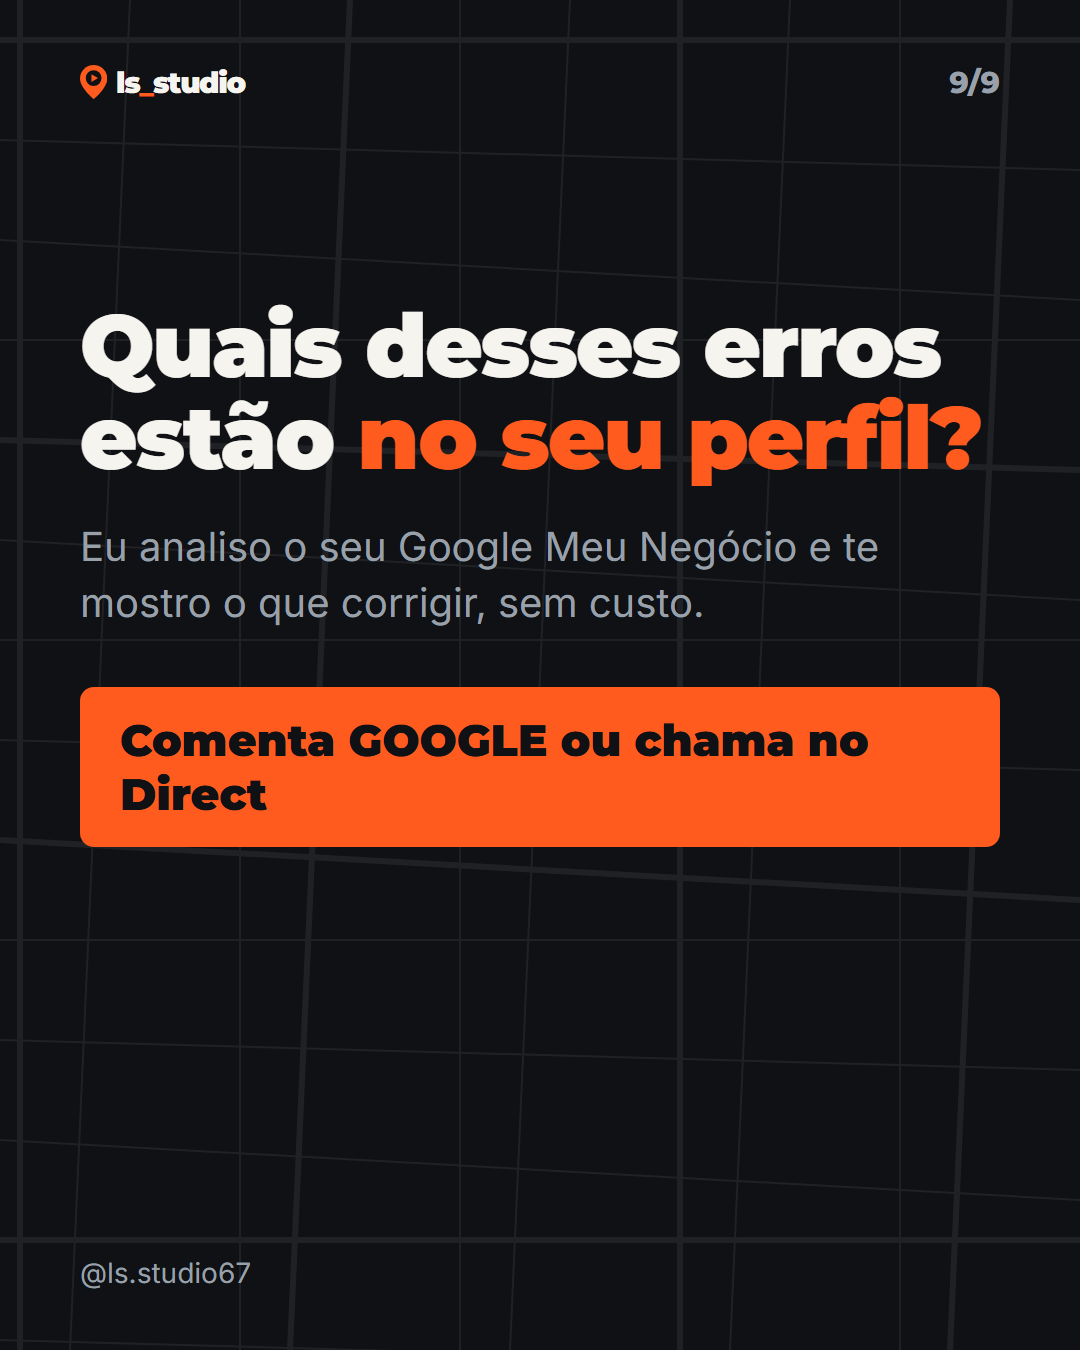 ls_studio
9/9
Quais desses erros
estão no seu perfil?
Eu analiso o seu Google Meu Negócio e te
mostro o que corrigir, sem custo.
Comenta GOOGLE ou chama no
Direct
@ls.studio67